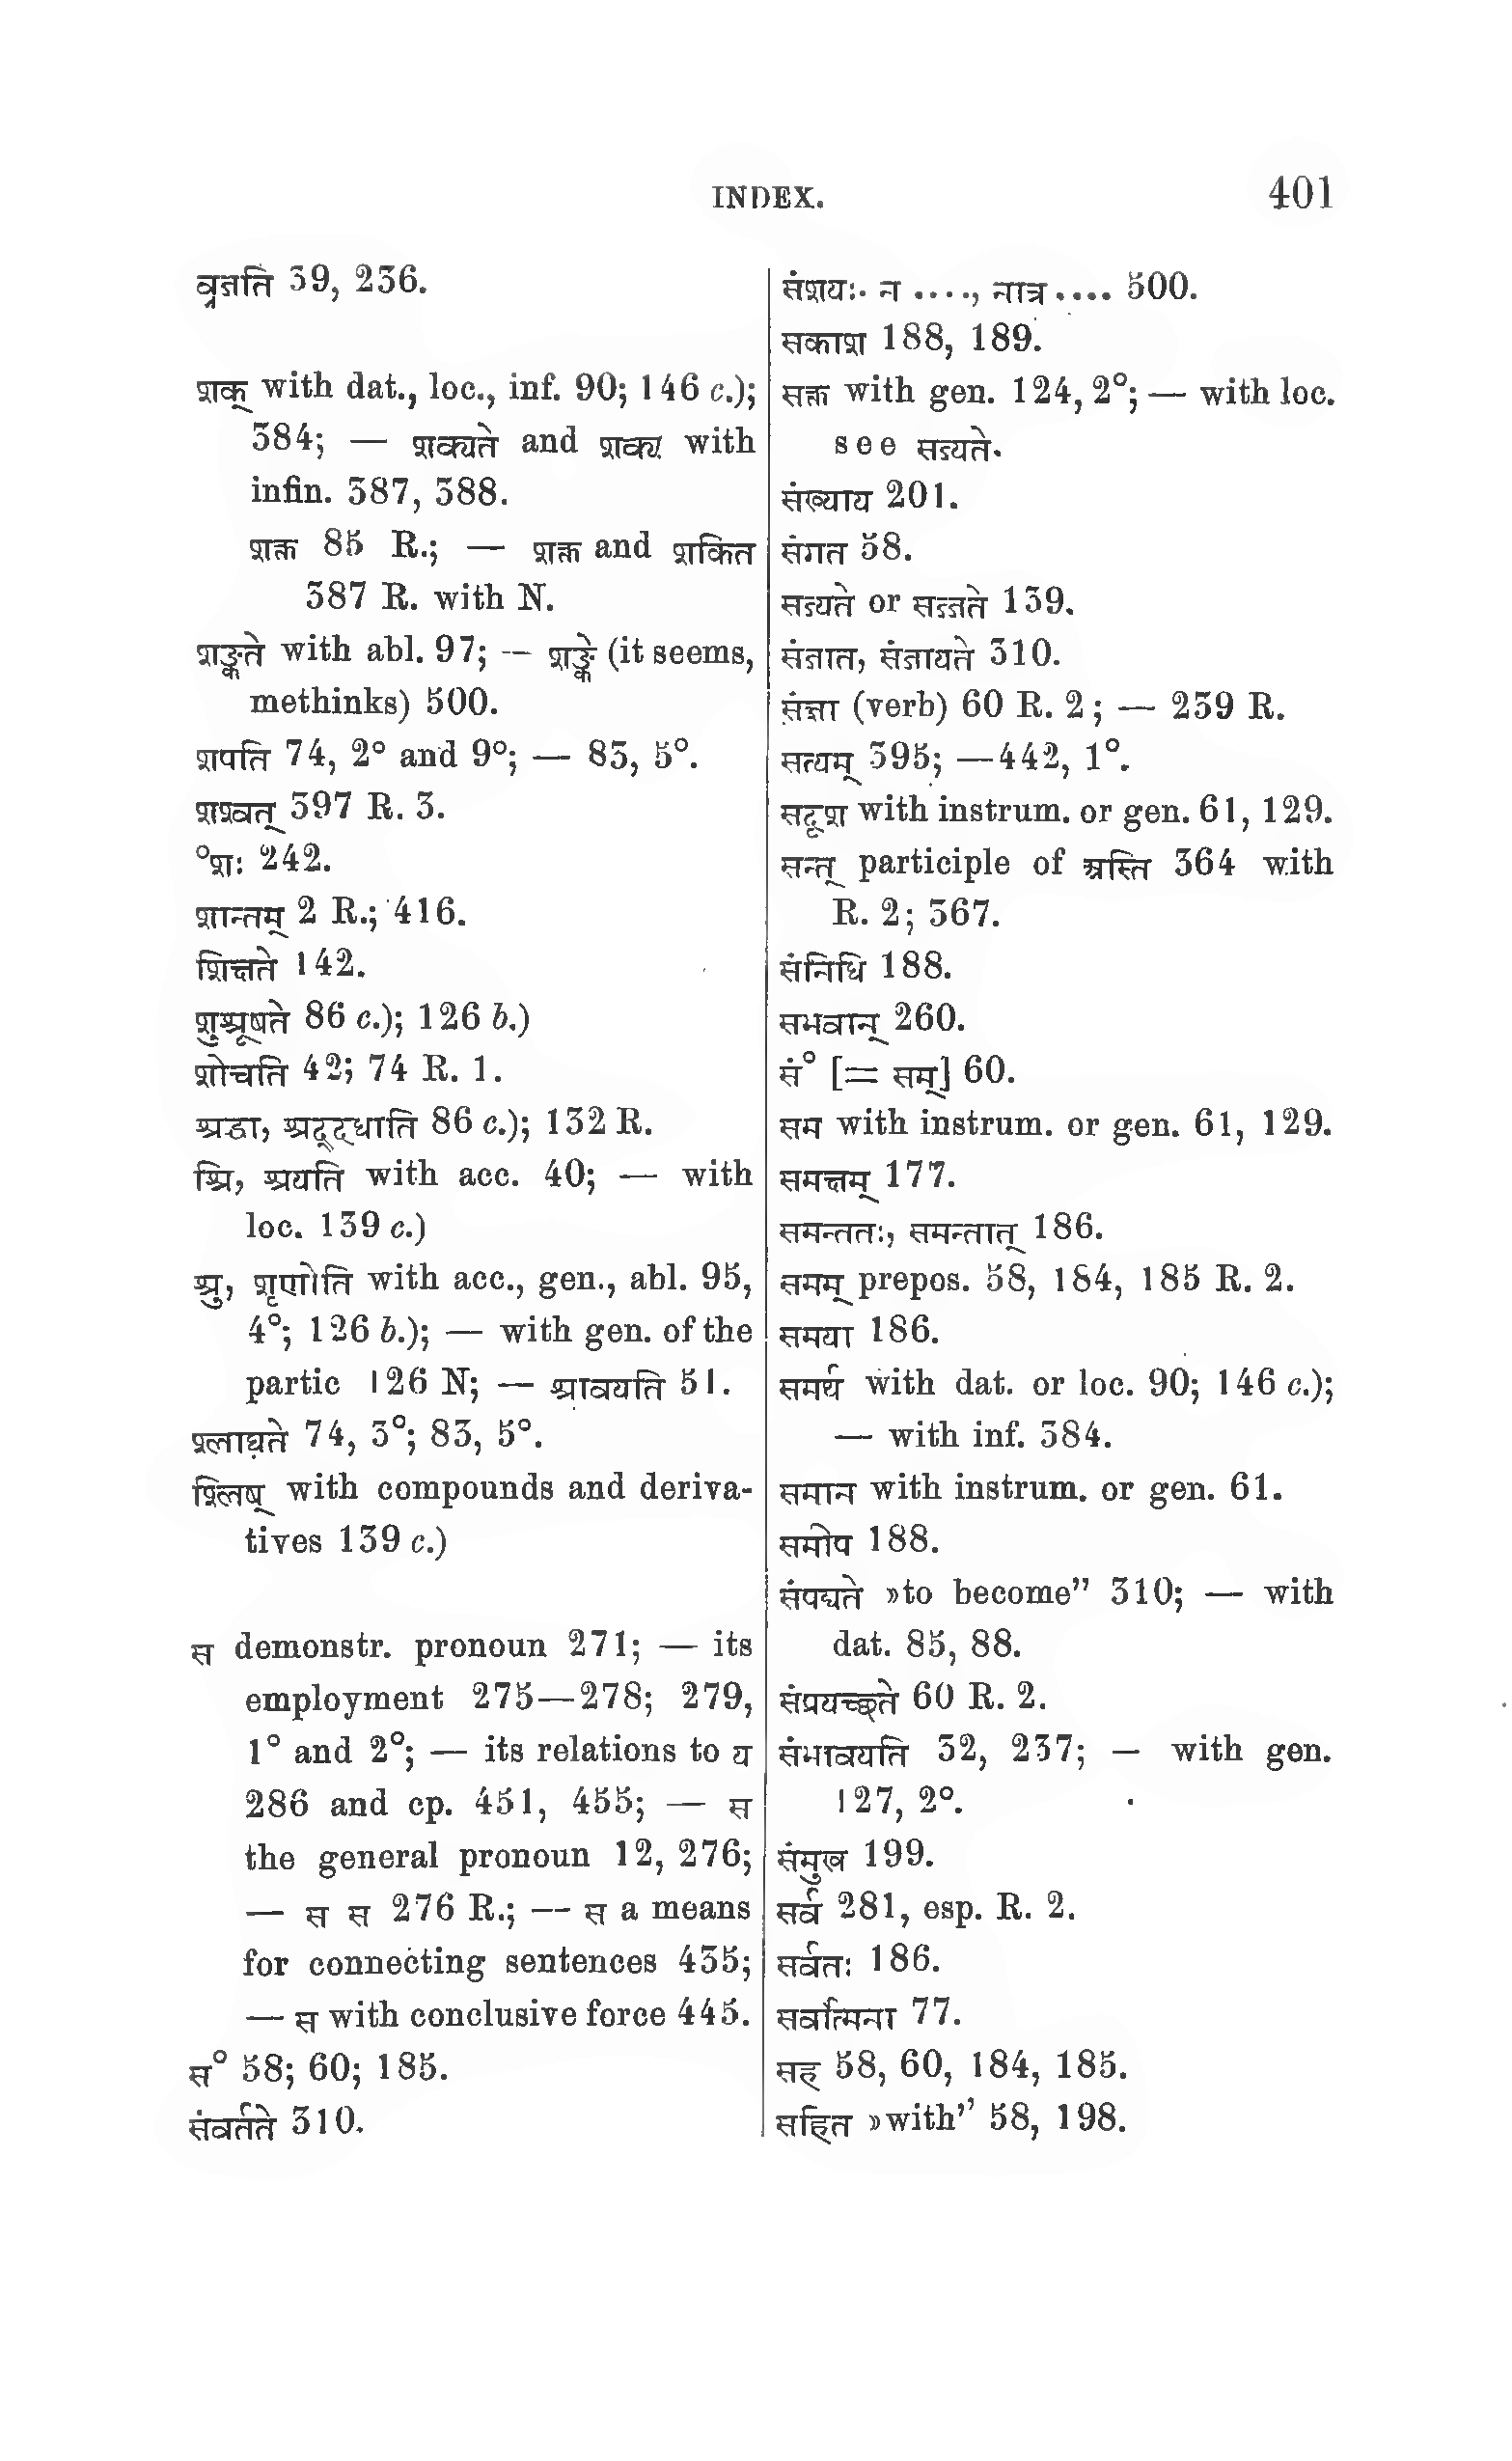 INDEX. 401
व्रजति 39, 236.
शक् with dat., loc., inf. 90; 146 c.);
384; — शक्यते and शक्य with
infin. 387, 388.
शक्त 85 R.; — शक्त and शकित
387 R. with N.
शङ्कते with abl. 97; — शङ्के (it seems,
methinks) 500.
शपति 74, 2° and 9°; — 83, 5°.
शश्वत् 397 R. 3.
°शः 242.
शान्तम् 2 R.; 416.
शिक्षते 142.
शुश्रूषते 86 c.); 126 b.)
शोचति 42; 74 R. 1.
श्रद्धा, श्रद्दधाति 86 c.); 132 R.
श्रि, श्रयति with acc. 40; — with
loc. 139 c.)
श्रु, शृणोति with acc., gen., abl. 95,
4°; 126 b.); — with gen. of the
partic 126 N; — श्रावयति 51.
श्लाघते 74, 3°; 83, 5°.
श्लिष् with compounds and deriva-
tives 139 c.)
स demonstr. pronoun 271; — its
employment 275—278; 279,
1° and 2°; — its relations to य
286 and cp. 451, 455; — स
the general pronoun 12, 276;
— स स 276 R.; — स a means
for connecting sentences 435;
— स with conclusive force 445.
स° 58; 60; 185.
संवर्तते 310.
संशयः. न ...., नात्र .... 500.
सकाश 188, 189.
सक्त with gen. 124, 2°; — with loc.
see सज्यते.
संख्याय 201.
संगत 58.
सज्यते or सज्जते 139.
संजात, संजायते 310.
संज्ञा (verb) 60 R. 2; — 239 R.
सत्यम् 395; — 442, 1°.
सदृश with instrum. or gen. 61, 129.
सन्त् participle of अस्ति 364 with
R. 2; 367.
संनिधि 188.
सभवान् 260.
सं° [= सम्] 60.
सम with instrum. or gen. 61, 129.
समक्षम् 177.
समन्ततः, समन्तात् 186.
समम् prepos. 58, 184, 185 R. 2.
समया 186.
समर्थ with dat. or loc. 90; 146 c.);
— with inf. 384.
समान with instrum. or gen. 61.
समीप 188.
संपद्यते »to become” 310; — with
dat. 85, 88.
संप्रयच्छते 60 R. 2.
संभावयति 32, 237; — with gen.
127, 2°.
संमुख 199.
सर्व 281, esp. R. 2.
सर्वतः 186.
सर्वात्मना 77.
सह 58, 60, 184, 185.
सहित »with” 58, 198.